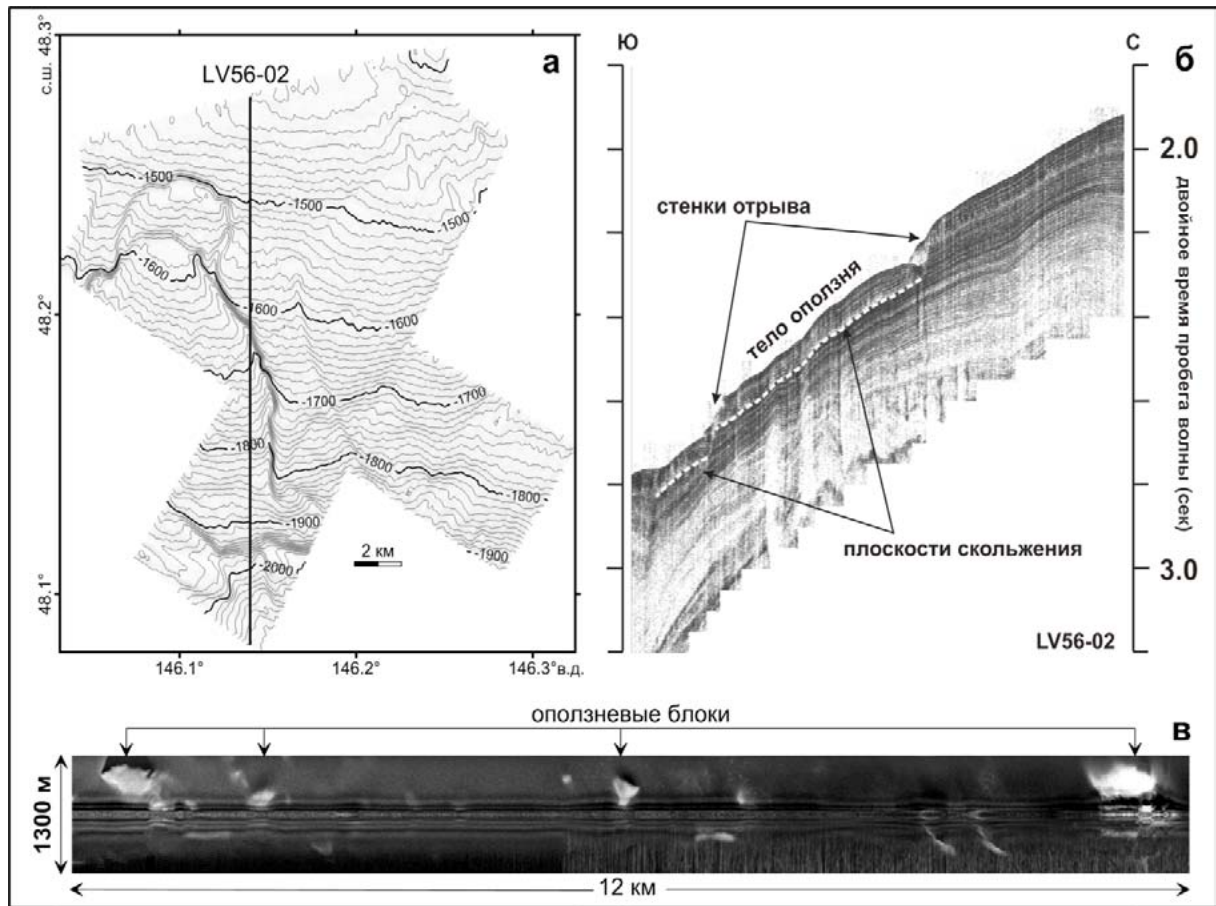 48.3°
с.ш.
а
LV56-02
-1500
-1500
-1500
-1600
-1600
-1600
48.2°
-1700
-1700
-1800
-1800
-1800
-1900
-1900
2 км
-2000
48.1°
146.1°
146.2°
146.3°в.д.
Ю
С
б
2.0
стенки отрыва
тело оползня
плоскости скольжения
двойное время пробега волны (сек)
3.0
LV56-02
оползневые блоки
в
1300 м
12 км